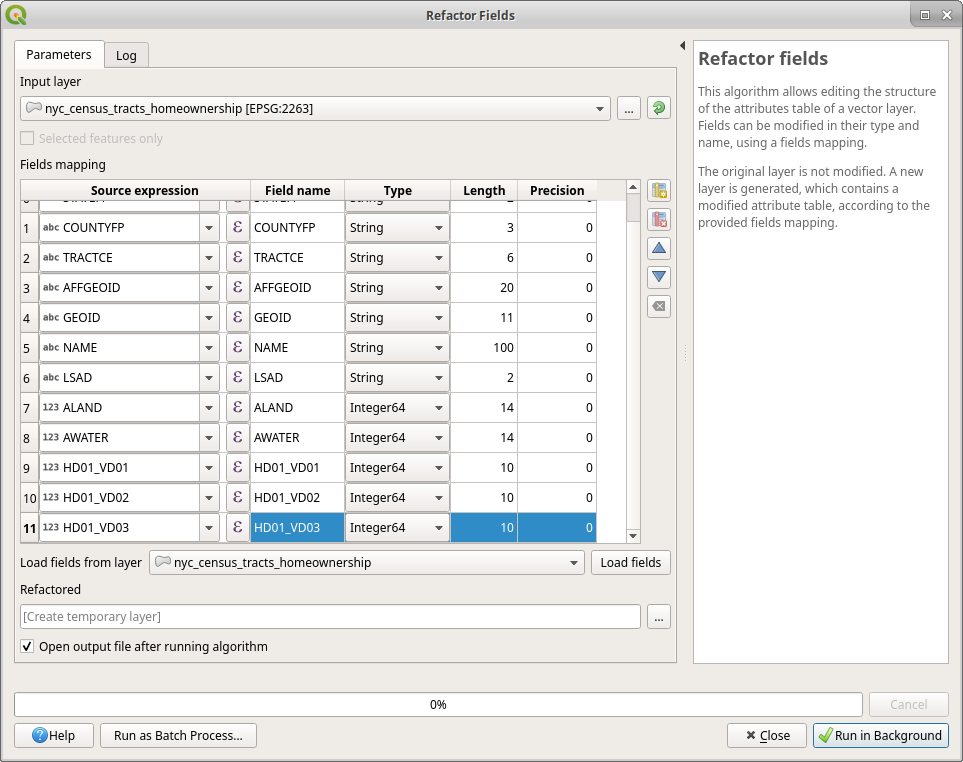 Refactor Fields
Parameters
Log
Input layer
nyc_census_tracts_homeownership [EPSG:2263]
...
Selected features only
Fields mapping
Source expression Field name Type Length Precision
1 abc COUNTYFP ε COUNTYFP String 3 0
2 abc TRACTCE ε TRACTCE String 6 0
3 abc AFFGEOID ε AFFGEOID String 20 0
4 abc GEOID ε GEOID String 11 0
5 abc NAME ε NAME String 100 0
6 abc LSAD ε LSAD String 2 0
7 123 ALAND ε ALAND Integer64 14 0
8 123 AWATER ε AWATER Integer64 14 0
9 123 HD01_VD01 ε HD01_VD01 Integer64 10 0
10 123 HD01_VD02 ε HD01_VD02 Integer64 10 0
11 123 HD01_VD03 ε HD01_VD03 Integer64 10 0
Load fields from layer nyc_census_tracts_homeownership Load fields
Refactored
[Create temporary layer] ...
Open output file after running algorithm
Refactor fields
This algorithm allows editing the structure
of the attributes table of a vector layer.
Fields can be modified in their type and
name, using a fields mapping.
The original layer is not modified. A new
layer is generated, which contains a
modified attribute table, according to the
provided fields mapping.
0%
Cancel
Help
Run as Batch Process...
Close
Run in Background